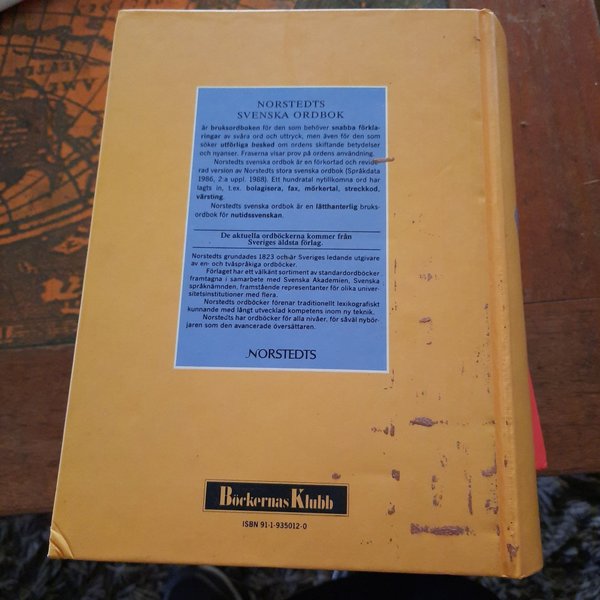 NORSTEDTS
SVENSKA ORDBOK
är bruksordboken för den som behöver snabba förkla-
ringar av svåra ord och uttryck, men även för den som
söker utförliga besked om ordens skiftande betydelser
och nyanser. Fraserna visar prov på ordens användning.
Norstedts svenska ordbok är en förkortad och revide-
rad version av Norstedts stora svenska ordbok (Språkdata
1986, 2:a uppl. 1988). Ett hundratal nytillkomna ord har
lagts in, t.ex. bolagisera, fax, mörkertal, streckkod,
värsting.
Norstedts svenska ordbok är en lätthanterlig bruks-
ordbok för nutidssvenskan.
De aktuella ordböckerna kommer från
Sveriges äldsta förlag.
Norstedts grundades 1823 och är Sveriges ledande utgivare
av en- och tvåspråkiga ordböcker.
Förlaget har ett välkänt sortiment av standardordböcker
framtagna i samarbete med Svenska Akademien, Svenska
språknämnden, framstående representanter för olika univer-
sitetsinstitutioner med flera.
Norstedts ordböcker förenar traditionellt lexikografiskt
kunnande med långt utvecklad kompetens inom ny teknik.
Norstedts har ordböcker för alla nivåer, för såväl nybör-
jaren som den avancerade översättaren.
NORSTEDTS
Böckernas Klubb
ISBN 91-1-935012-0